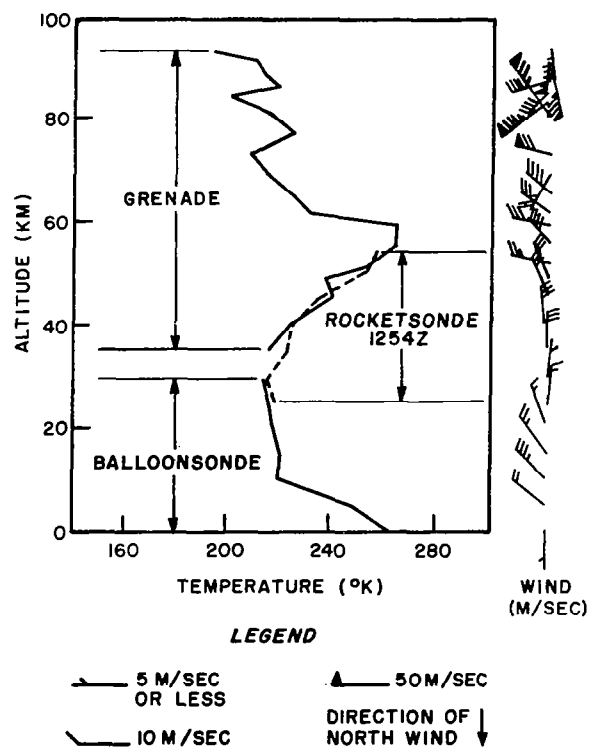 100
80
60
40
20
0
ALTITUDE (KM)
GRENADE
ROCKETSONDE
1254Z
BALLOONSONDE
160 200 240 280
TEMPERATURE (°K)
WIND
(M/SEC)
LEGEND
5 M/SEC
OR LESS
50 M/SEC
10 M/SEC
DIRECTION OF
NORTH WIND